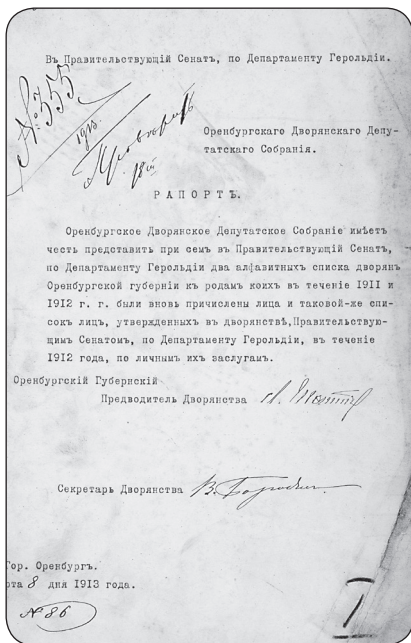 Въ Правительствующій Сенатъ, по Департаменту Герольдіи.
№ 355
1913
Оренбургскаго Дворянскаго Депу-
татскаго Собранія.
РАПОРТЪ.
Оренбургское Дворянское Депутатское Собраніе имѣетъ
честь представить при семъ въ Правительствующій Сенатъ,
по Департаменту Герольдіи два алфавитныхъ списка дворянъ
Оренбургской губерніи къ родамъ коихъ въ теченіе 1911 и
1912 г. г. были вновь причислены лица и таковой-же спи-
сокъ лицъ, утвержденныхъ въ дворянствѣ, Правительствую-
щимъ Сенатомъ, по Департаменту Герольдіи, въ теченіе
1912 года, по личнымъ ихъ заслугамъ.
Оренбургскій Губернскій
Предводитель Дворянства
Секретарь Дворянства
Гор. Оренбургъ.
рта 8 дня 1913 года.
№ 86